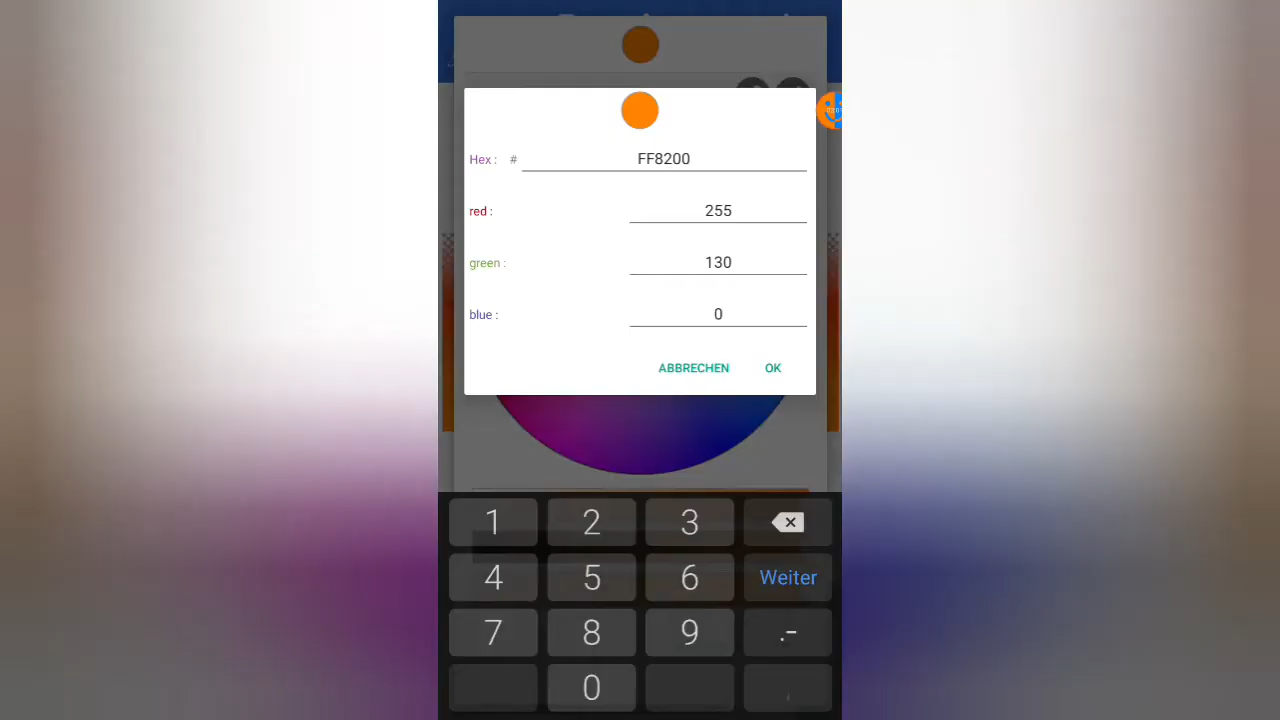 Hex : # FF8200
red : 255
green : 130
blue : 0
ABBRECHEN OK
1 2 3
4 5 6 Weiter
7 8 9 .-
0 ,